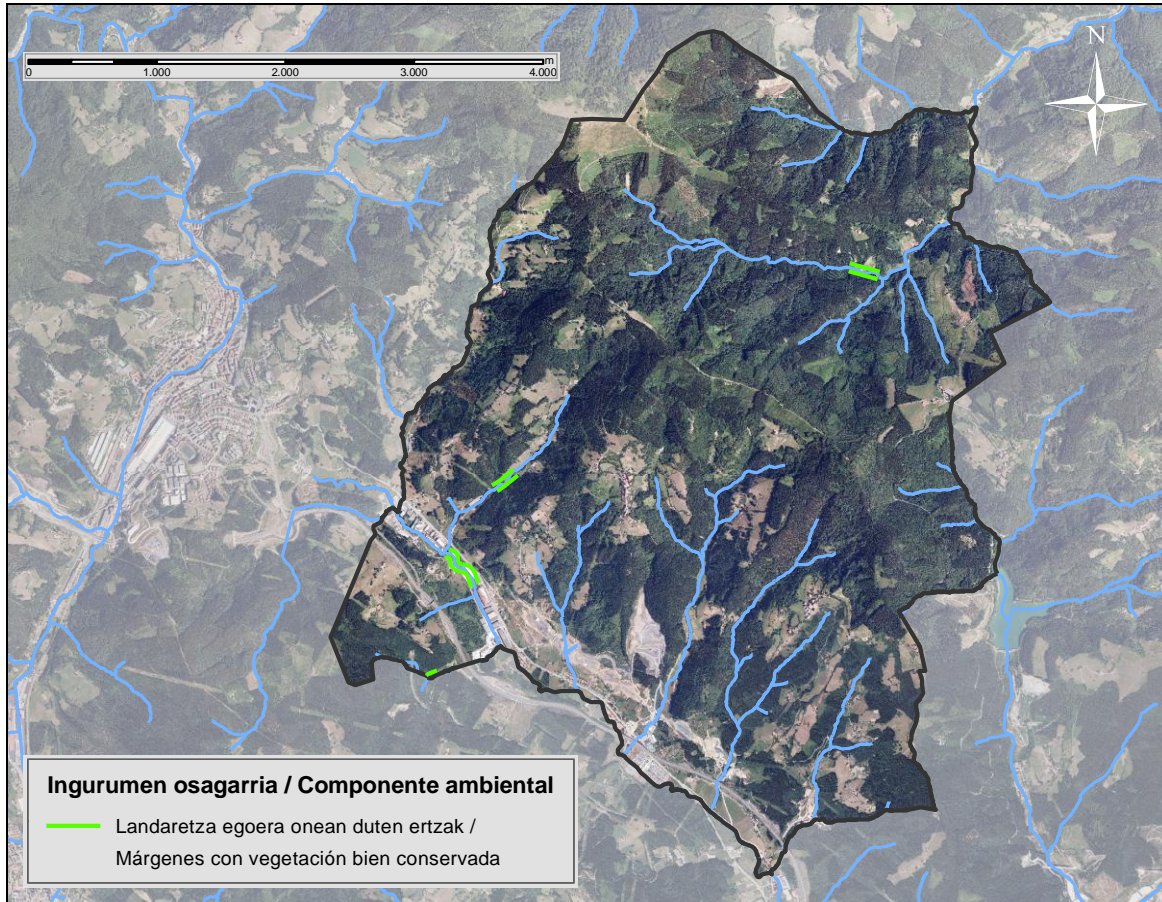 N
m
0 1.000 2.000 3.000 4.000
Ingurumen osagarria / Componente ambiental
Landaretza egoera onean duten ertzak /
Márgenes con vegetación bien conservada